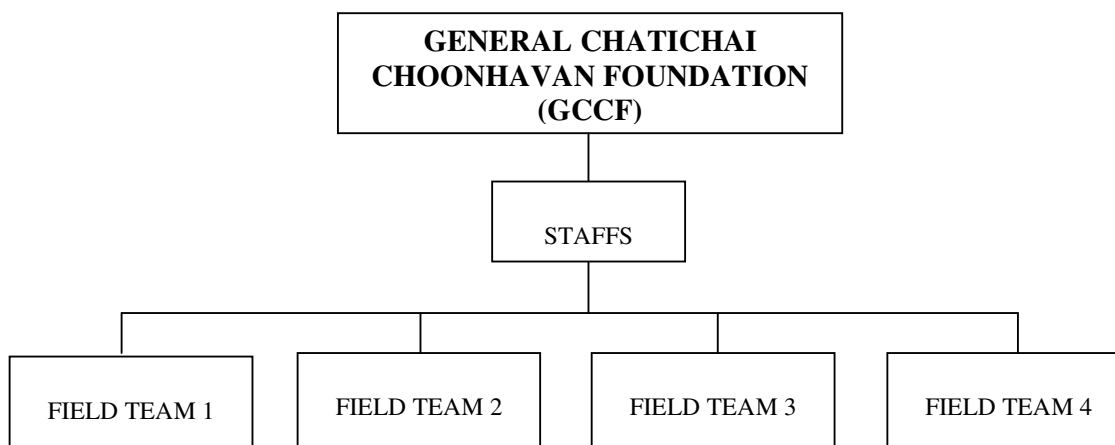 GENERAL CHATICHAI
CHOONHAVAN FOUNDATION
(GCCF)
STAFFS
FIELD TEAM 1
FIELD TEAM 2
FIELD TEAM 3
FIELD TEAM 4